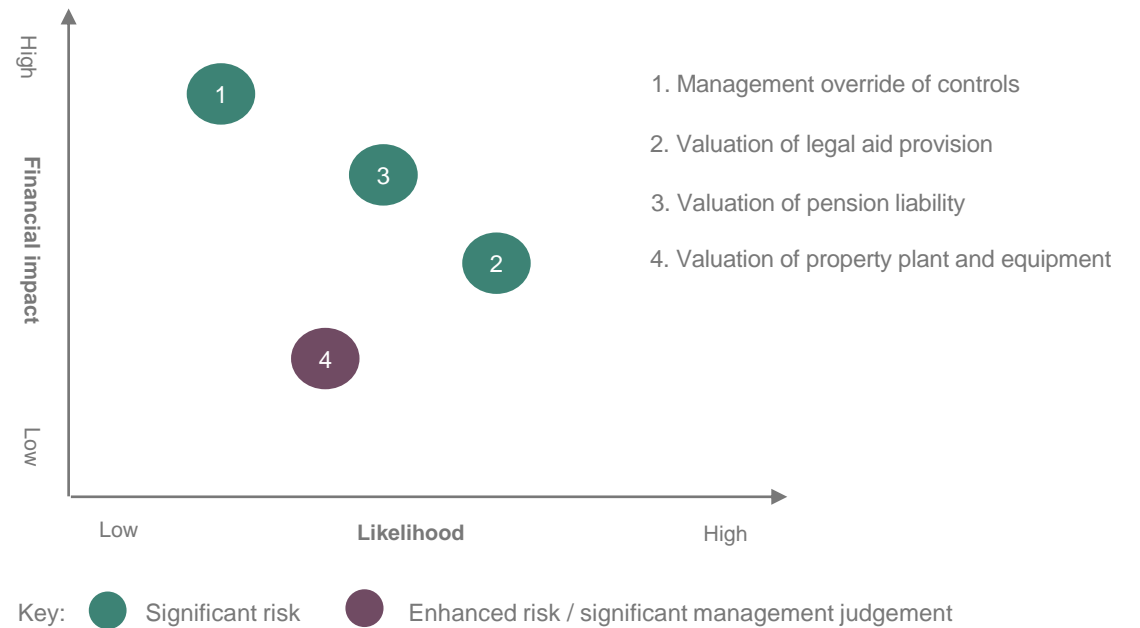 High
1
1. Management override of controls
2. Valuation of legal aid provision
Financial impact
3
3. Valuation of pension liability
2
4. Valuation of property plant and equipment
4
Low
Low
Likelihood
High
Key:
Significant risk
Enhanced risk / significant management judgement